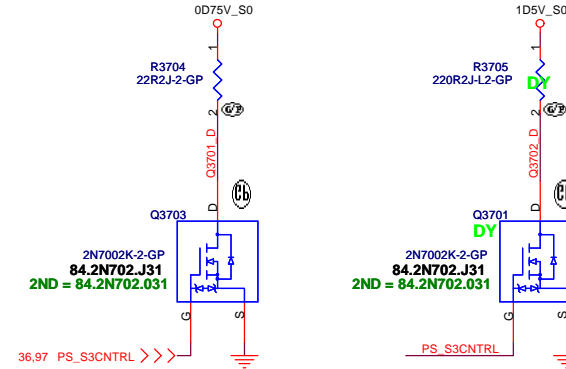 0D75V_S0
1
R3704
22R2J-2-GP
2
G/P
Q3701_D
D
Q3703
2N7002K-2-GP
84.2N702.J31
2ND = 84.2N702.031
G
S
36,97 PS_S3CNTRL
1D5V_S0
1
R3705
220R2J-L2-GP
DY
2
G/P
Q3702_D
D
Q3701
DY
2N7002K-2-GP
84.2N702.J31
2ND = 84.2N702.031
G
S
PS_S3CNTRL